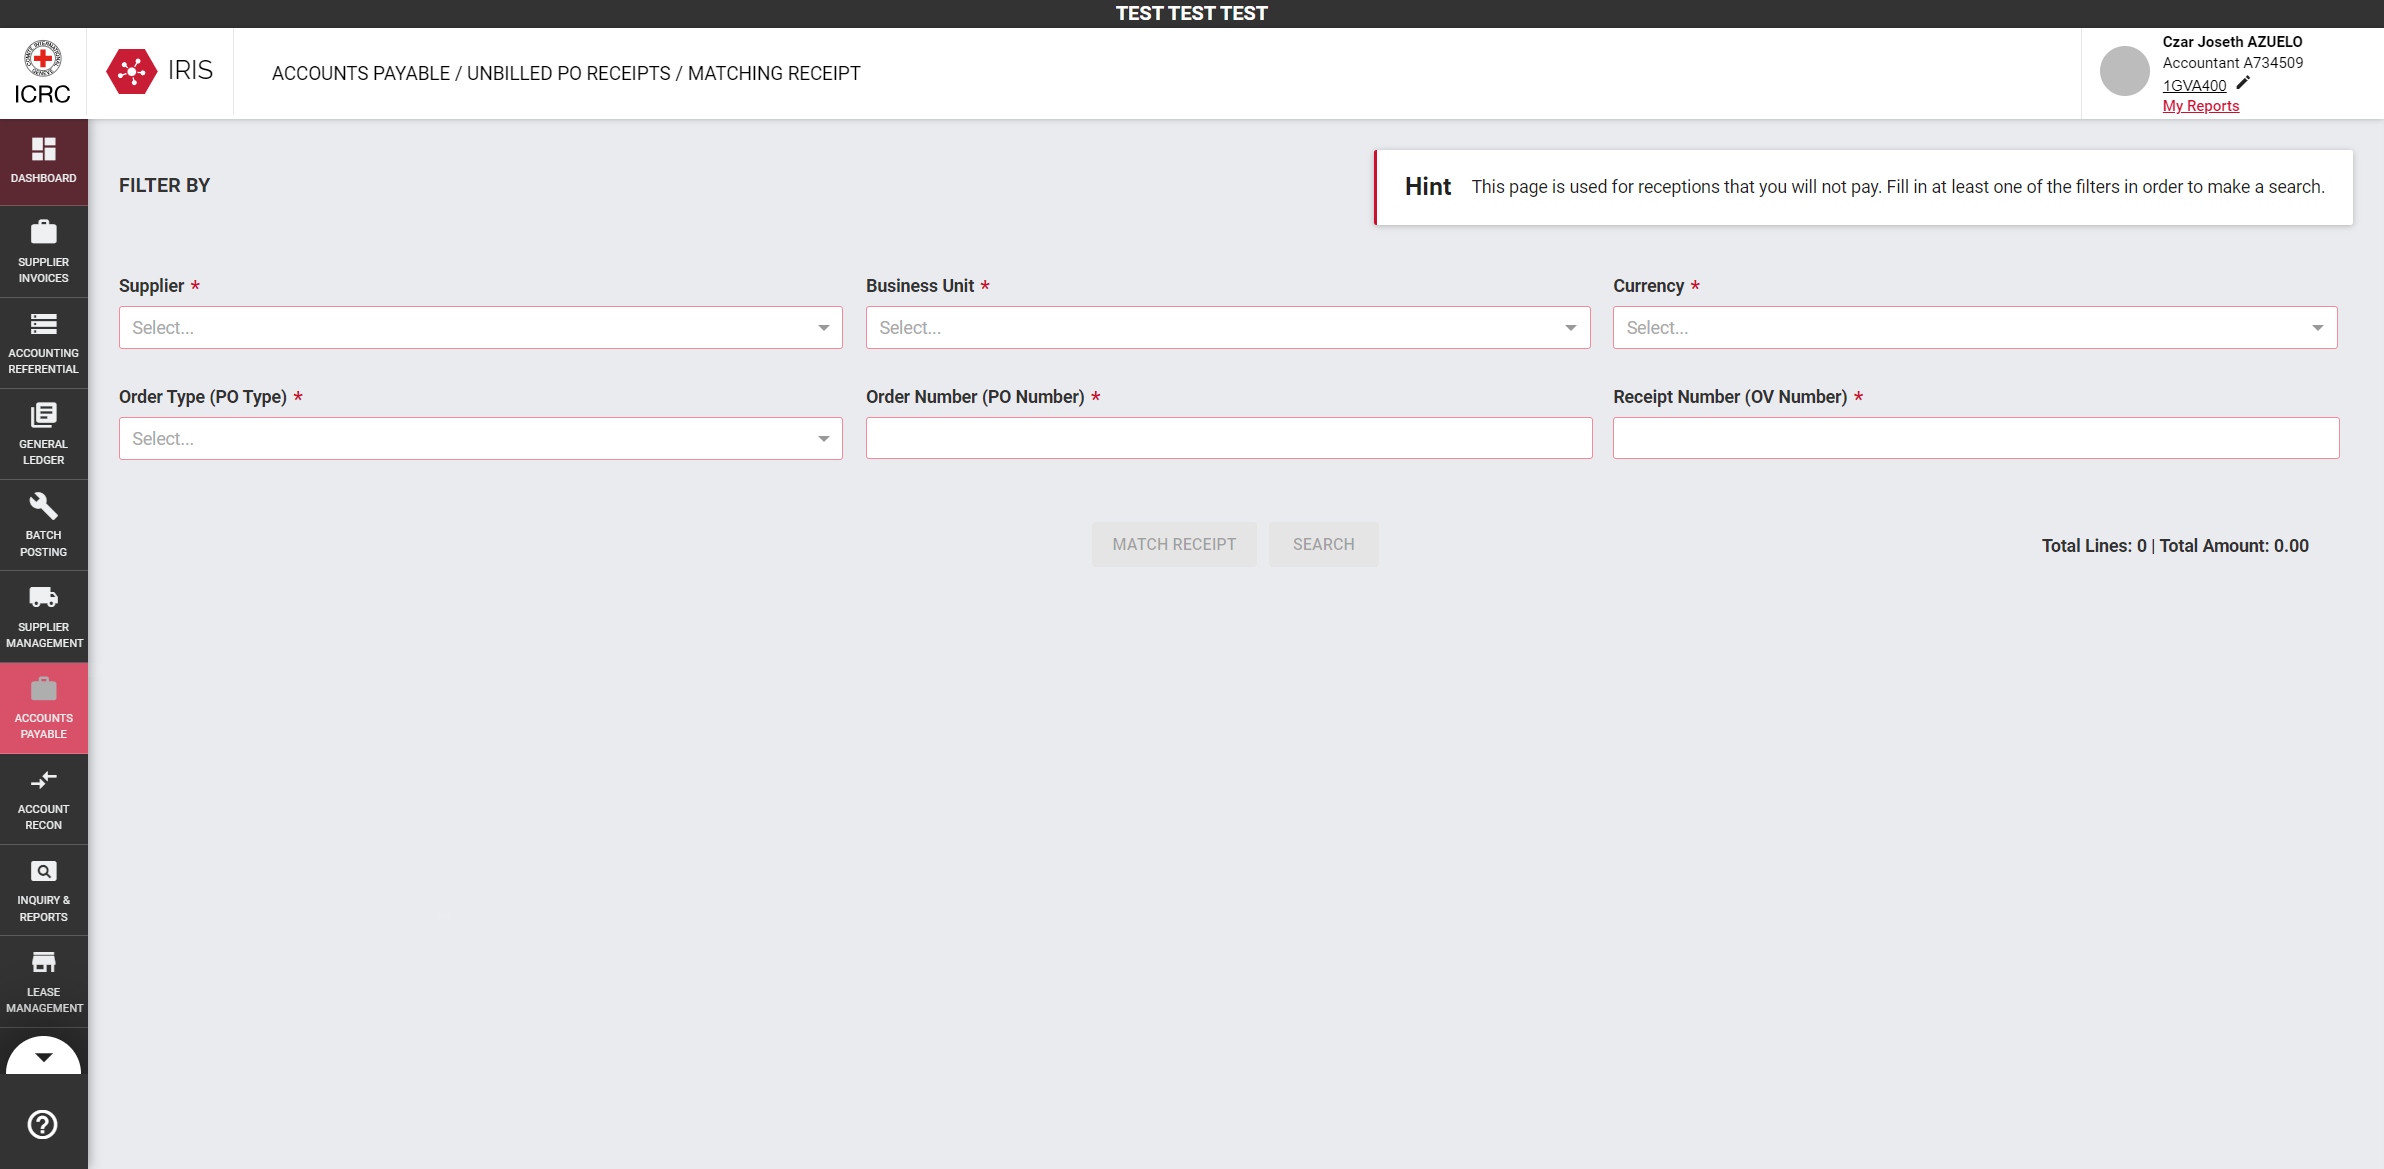 TEST TEST TEST
COMITE INTERNATIONAL GENEVE
ICRC
IRIS
ACCOUNTS PAYABLE / UNBILLED PO RECEIPTS / MATCHING RECEIPT
Czar Joseth AZUELO
Accountant A734509
1GVA400
My Reports
DASHBOARD
SUPPLIER
INVOICES
ACCOUNTING
REFERENTIAL
GENERAL
LEDGER
BATCH
POSTING
SUPPLIER
MANAGEMENT
ACCOUNTS
PAYABLE
ACCOUNT
RECON
INQUIRY &
REPORTS
LEASE
MANAGEMENT
FILTER BY
Hint This page is used for receptions that you will not pay. Fill in at least one of the filters in order to make a search.
Supplier *
Select...
Business Unit *
Select...
Currency *
Select...
Order Type (PO Type) *
Select...
Order Number (PO Number) *
Receipt Number (OV Number) *
MATCH RECEIPT
SEARCH
Total Lines: 0 | Total Amount: 0.00